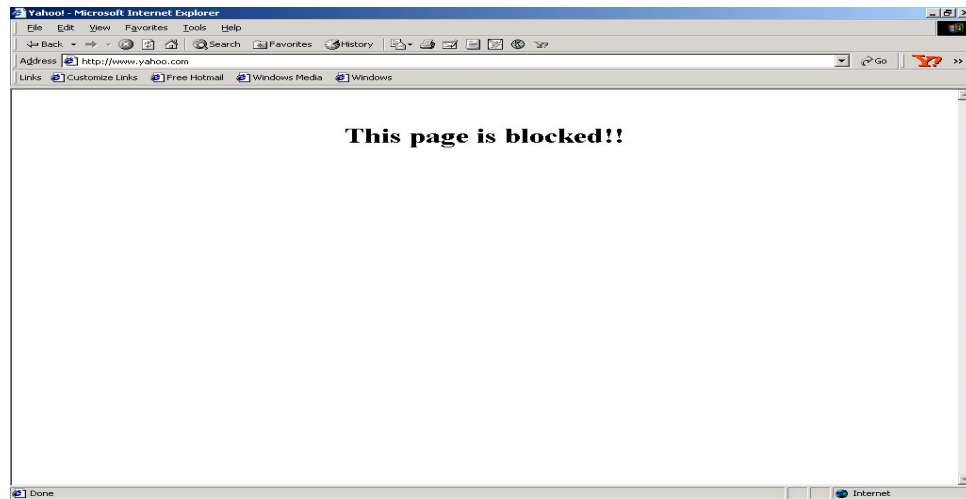 Yahoo! - Microsoft Internet Explorer
File Edit View Favorites Tools Help
Back Search Favorites History
Address http://www.yahoo.com Go Y? »
Links Customize Links Free Hotmail Windows Media Windows
This page is blocked!!
Done Internet